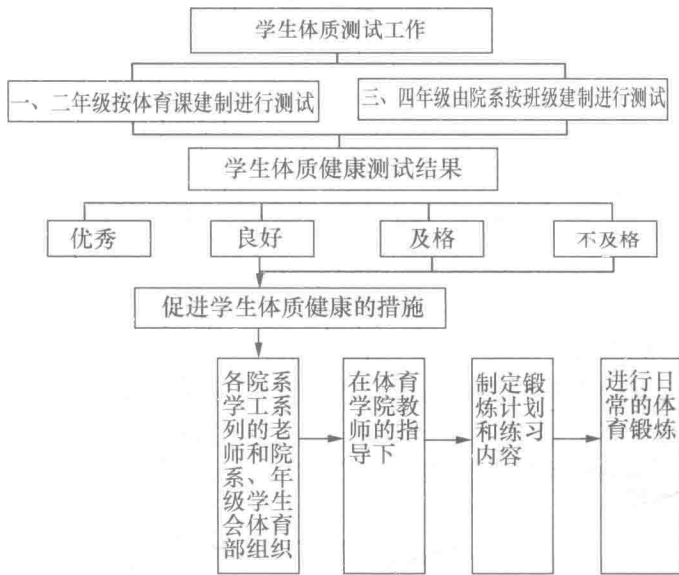 学生体质测试工作
一、二年级按体育课建制进行测试
三、四年级由院系按班级建制进行测试
学生体质健康测试结果
优秀
良好
及格
不及格
促进学生体质健康的措施
各院系
学工系
列的老
师和院
系、年
级学生
会体育
部组织
在体育
学院教
师的指
导下
制定锻
炼计划
和练习
内容
进行日
常的体
育锻炼